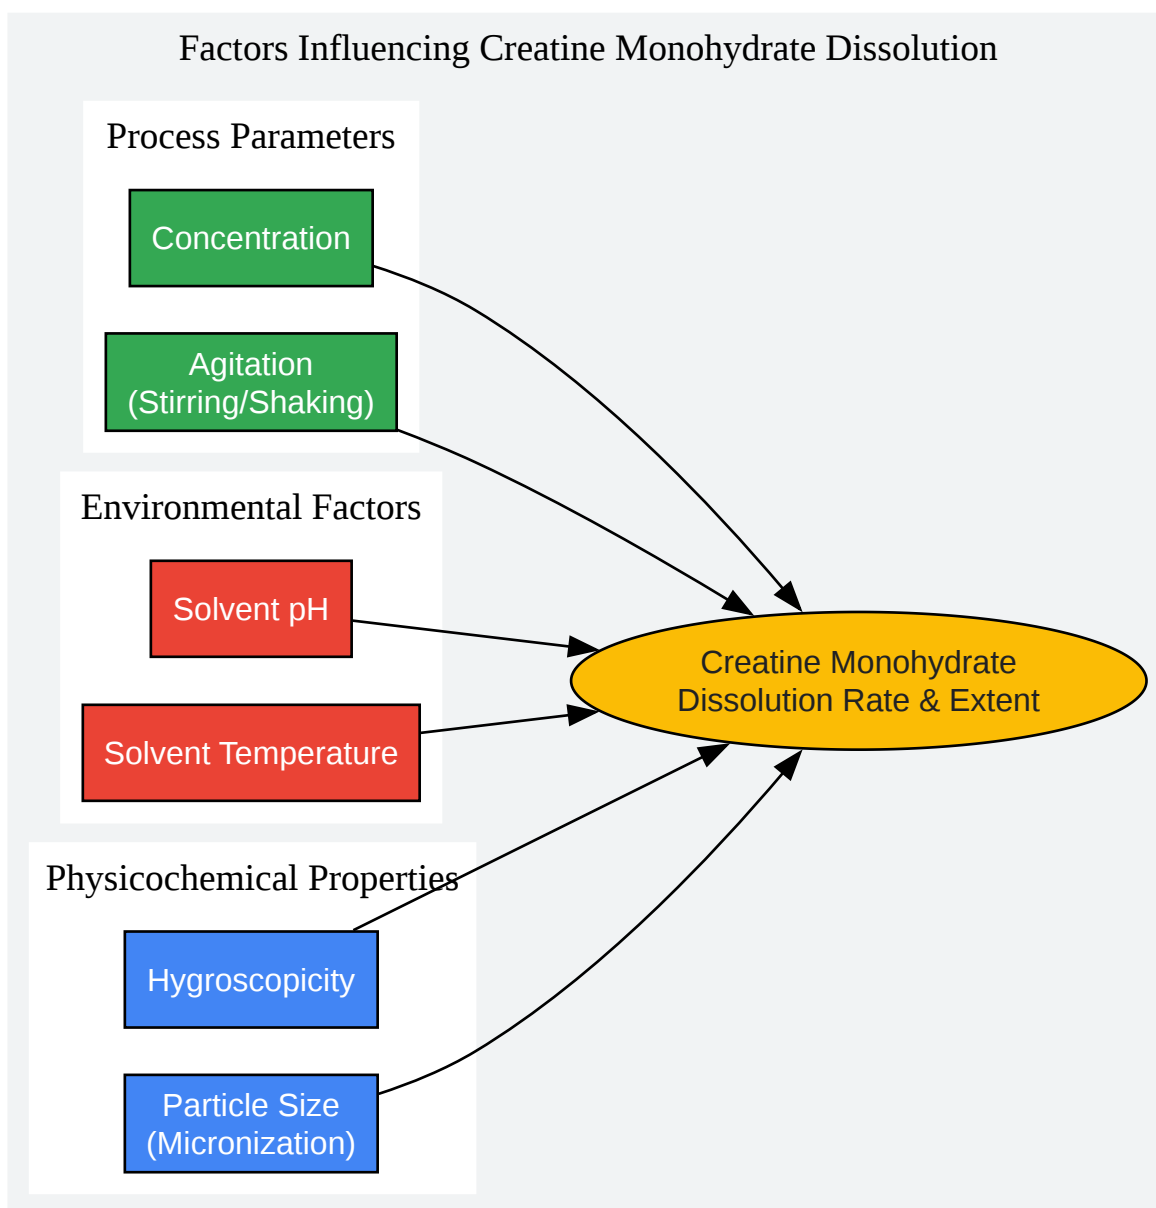 Factors Influencing Creatine Monohydrate Dissolution
Process Parameters
Concentration
Agitation
(Stirring/Shaking)
Environmental Factors
Solvent pH
Solvent Temperature
Physicochemical Properties
Hygroscopicity
Particle Size
(Micronization)
Creatine Monohydrate
Dissolution Rate & Extent